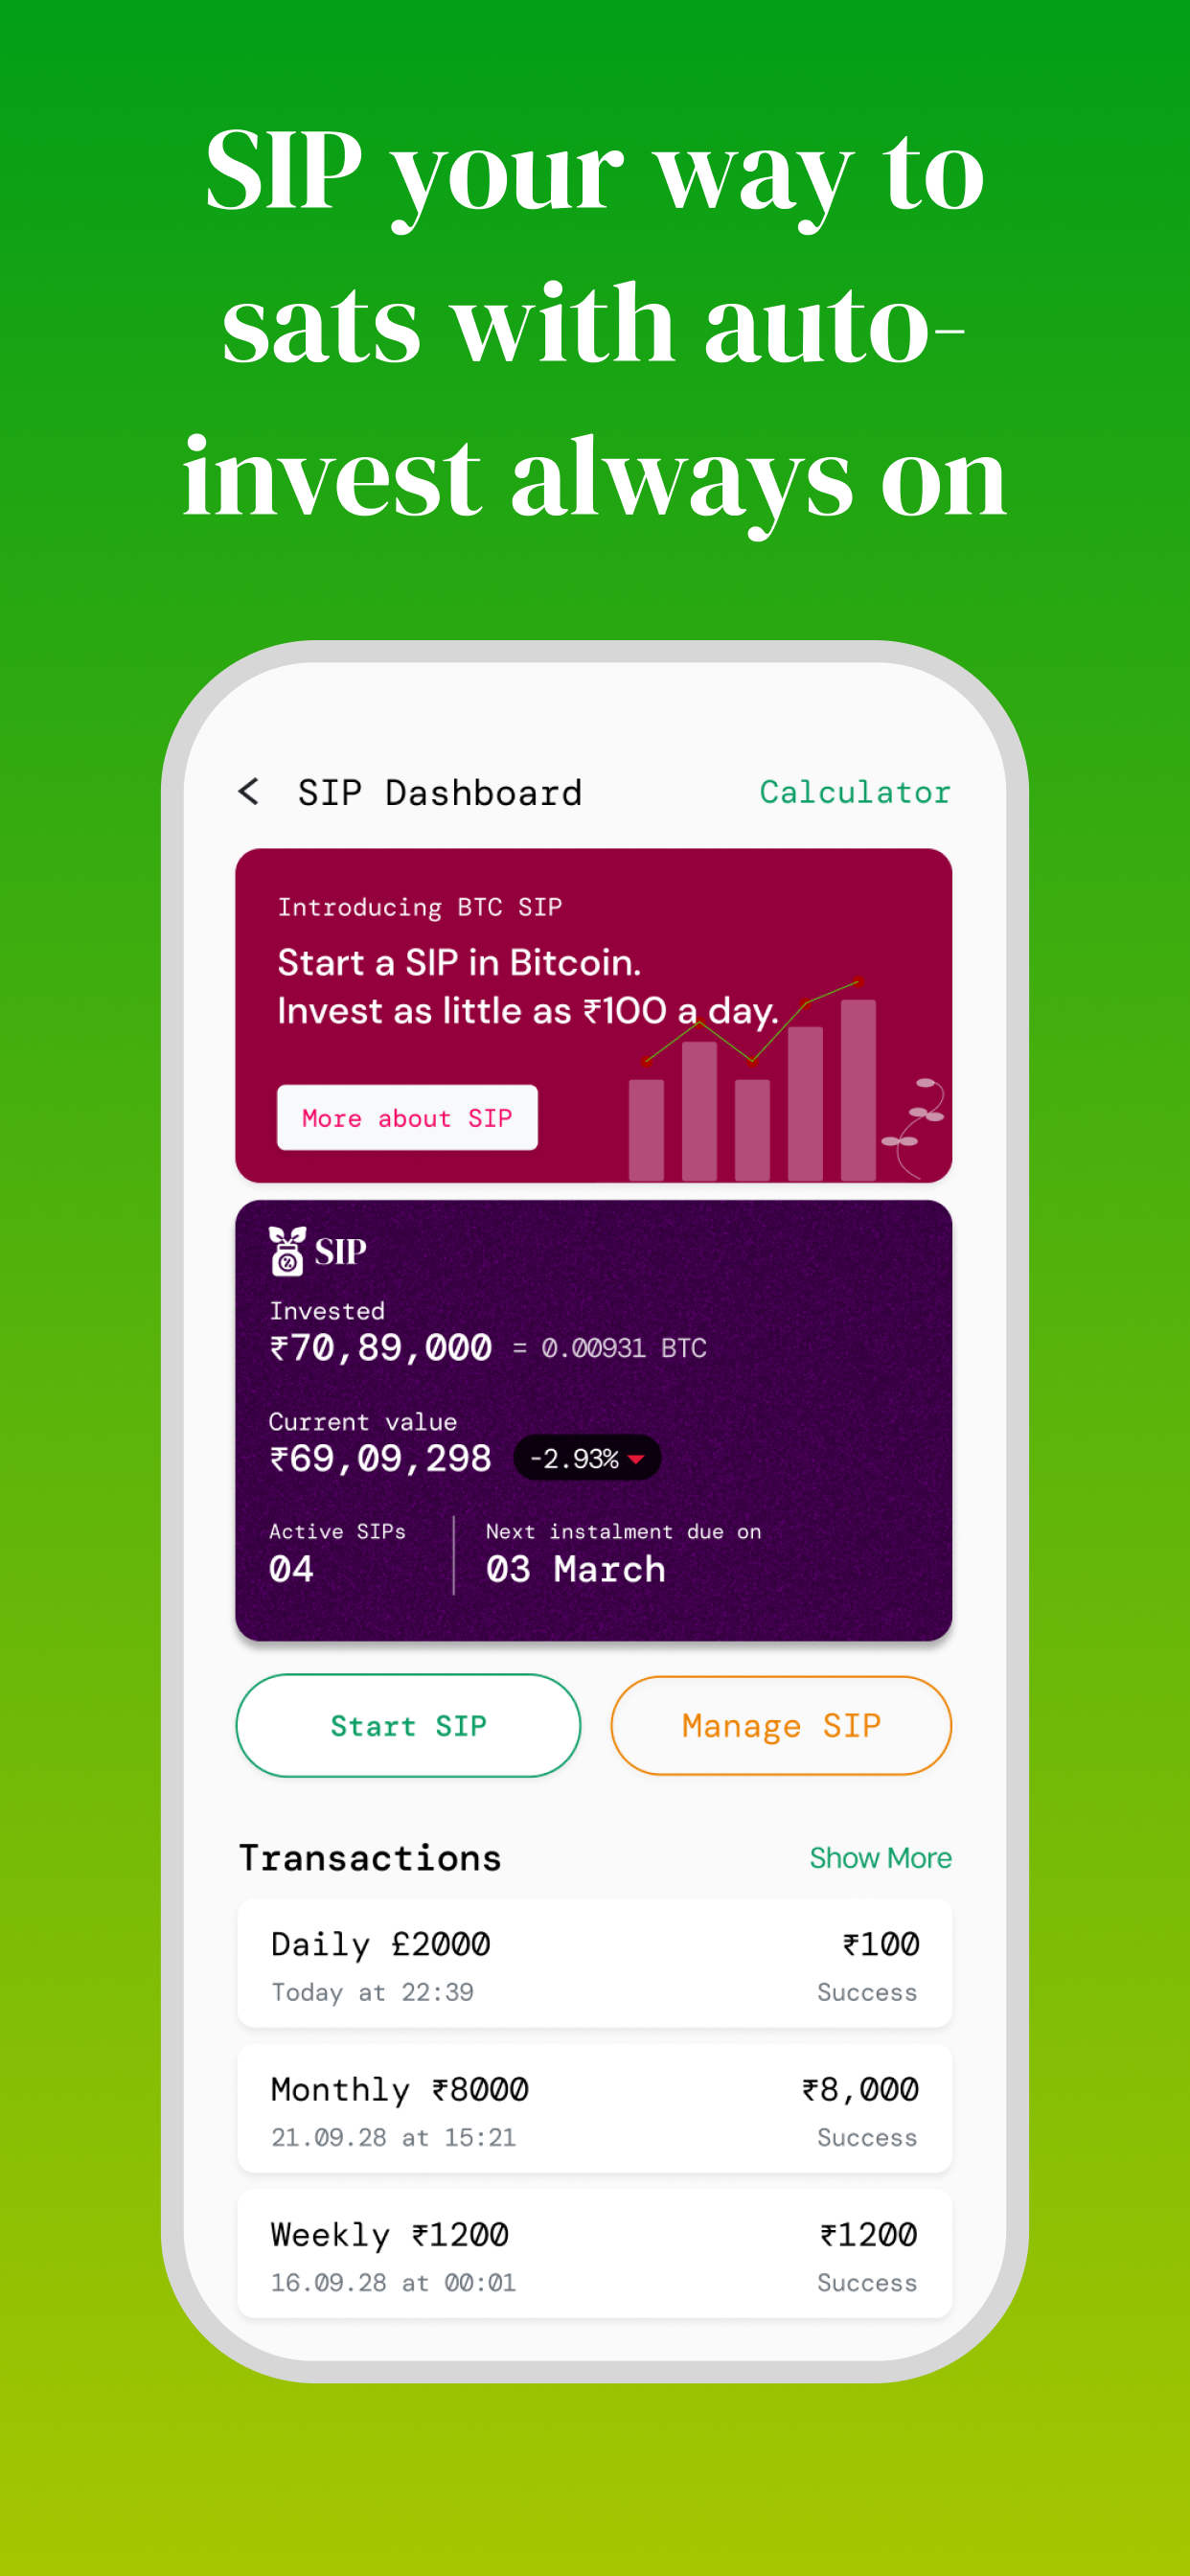 SIP your way to
sats with auto-
invest always on
SIP Dashboard
Calculator
Introducing BTC SIP
Start a SIP in Bitcoin.
Invest as little as ₹100 a day.
More about SIP
SIP
Invested
₹70,89,000 = 0.00931 BTC
Current value
₹69,09,298 -2.93%
Active SIPs
04
Next instalment due on
03 March
Start SIP
Manage SIP
Transactions
Show More
Daily £2000
₹100
Today at 22:39
Success
Monthly ₹8000
₹8,000
21.09.28 at 15:21
Success
Weekly ₹1200
₹1200
16.09.28 at 00:01
Success